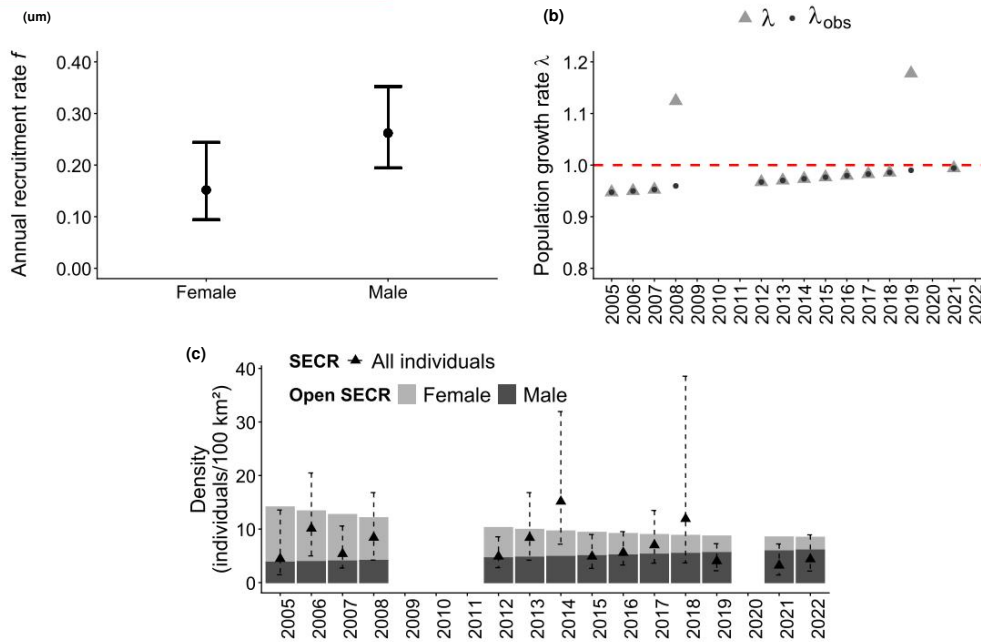 (um)
Annual recruitment rate f
0.40
0.30
0.20
0.10
0.00
Female Male
(b)
λ λobs
Population growth rate λ
1.2
1.1
1.0
0.9
0.8
2005 2006 2007 2008 2009 2010 2011 2012 2013 2014 2015 2016 2017 2018 2019 2020 2021 2022
(c)
SECR All individuals
Open SECR Female Male
Density
(individuals/100 km²)
40
30
20
10
0
2005 2006 2007 2008 2009 2010 2011 2012 2013 2014 2015 2016 2017 2018 2019 2020 2021 2022